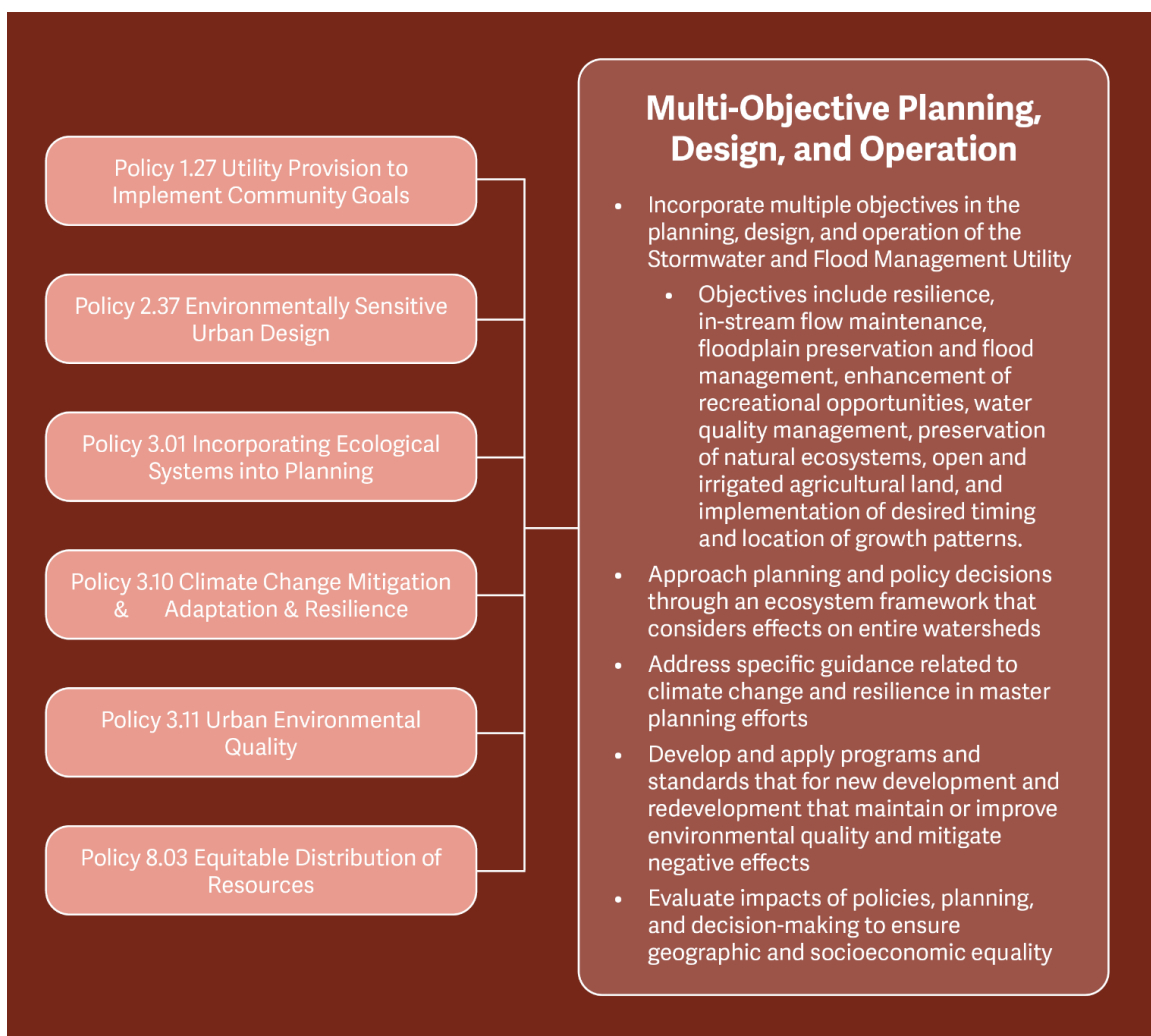 Policy 1.27 Utility Provision to
Implement Community Goals
Policy 2.37 Environmentally Sensitive
Urban Design
Policy 3.01 Incorporating Ecological
Systems into Planning
Policy 3.10 Climate Change Mitigation
& Adaptation & Resilience
Policy 3.11 Urban Environmental
Quality
Policy 8.03 Equitable Distribution of
Resources
Multi-Objective Planning,
Design, and Operation
• Incorporate multiple objectives in the
planning, design, and operation of the
Stormwater and Flood Management Utility
• Objectives include resilience,
in-stream flow maintenance,
floodplain preservation and flood
management, enhancement of
recreational opportunities, water
quality management, preservation
of natural ecosystems, open and
irrigated agricultural land, and
implementation of desired timing
and location of growth patterns.
• Approach planning and policy decisions
through an ecosystem framework that
considers effects on entire watersheds
• Address specific guidance related to
climate change and resilience in master
planning efforts
• Develop and apply programs and
standards that for new development and
redevelopment that maintain or improve
environmental quality and mitigate
negative effects
• Evaluate impacts of policies, planning,
and decision-making to ensure
geographic and socioeconomic equality